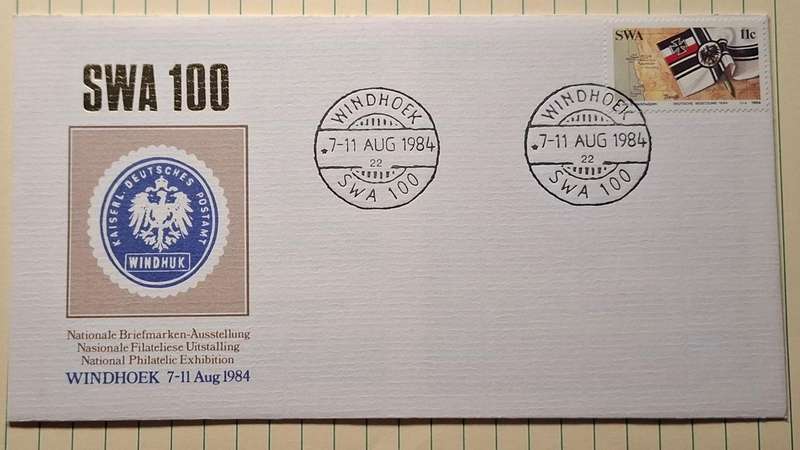 SWA 100
KAISERL. DEUTSCHES POSTAMT
WINDHUK
Nationale Briefmarken-Ausstellung
Nasionale Filateliese Uitstalling
National Philatelic Exhibition
WINDHOEK 7-11 Aug 1984
WINDHOEK
*7-11 AUG 1984
22
SWA 100
WINDHOEK
*7-11 AUG 1984
22
SWA 100
SWA 11c
1984